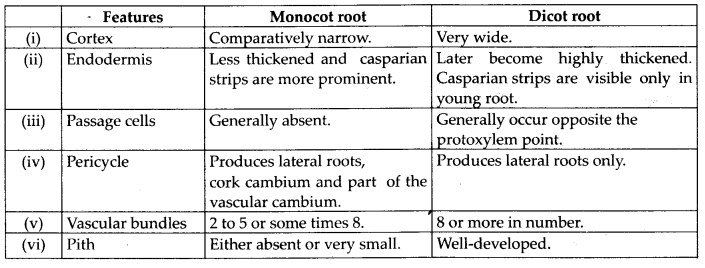 Features Monocot root Dicot root
(i) Cortex Comparatively narrow. Very wide.
(ii) Endodermis Less thickened and casparian Later become highly thickened.
strips are more prominent. Casparian strips are visible only in
young root.
(iii) Passage cells Generally absent. Generally occur opposite the
protoxylem point.
(iv) Pericycle Produces lateral roots, Produces lateral roots only.
cork cambium and part of the
vascular cambium.
(v) Vascular bundles 2 to 5 or some times 8. 8 or more in number.
(vi) Pith Either absent or very small. Well-developed.